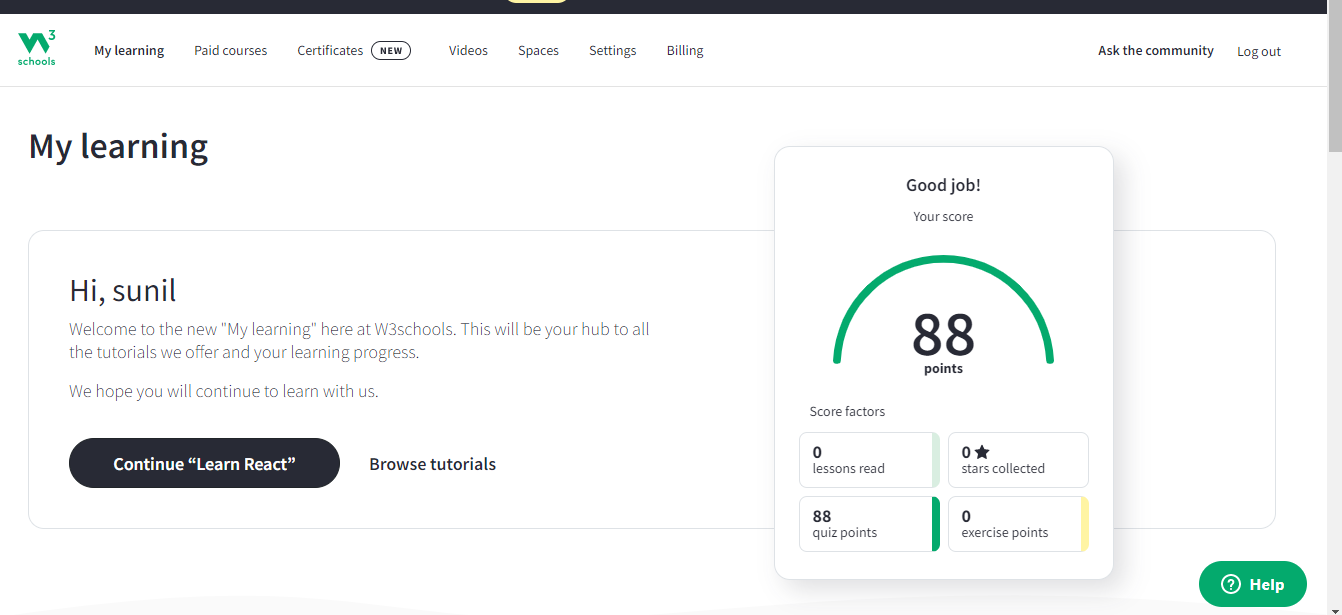 W3 schools
My learning Paid courses Certificates NEW Videos Spaces Settings Billing Ask the community Log out
My learning
Hi, sunil
Welcome to the new "My learning" here at W3schools. This will be your hub to all
the tutorials we offer and your learning progress.
We hope you will continue to learn with us.
Continue “Learn React” Browse tutorials
Good job!
Your score
88
points
Score factors
0
lessons read
0
stars collected
88
quiz points
0
exercise points
Help